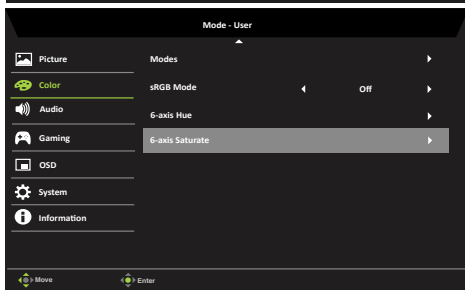 Mode - User
Picture
Color
Audio
Gaming
OSD
System
Information
Modes
sRGB Mode Off
6-axis Hue
6-axis Saturate
Move Enter